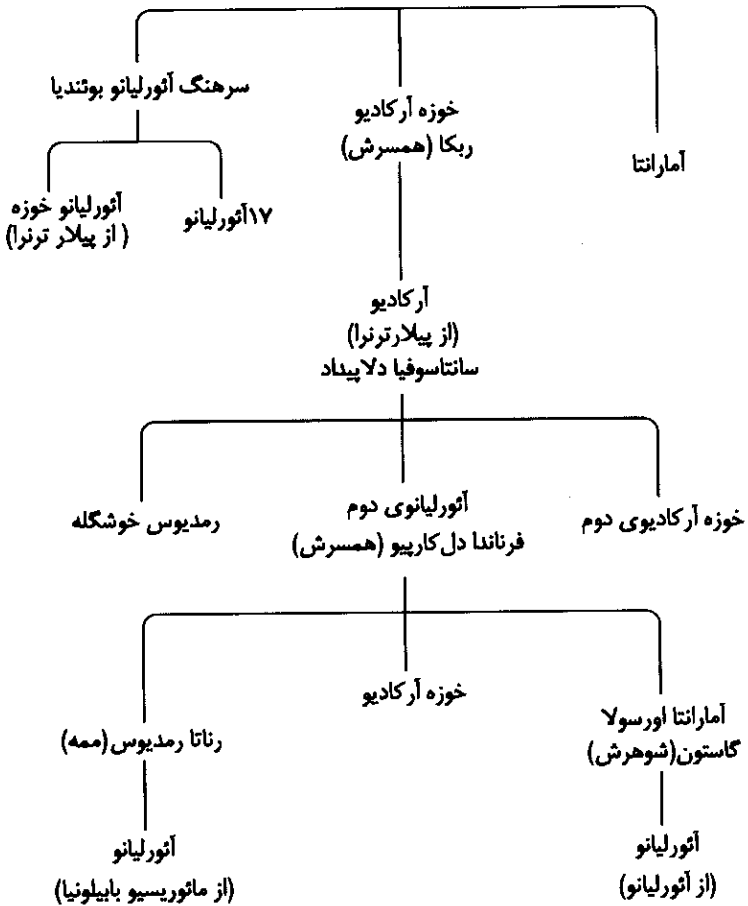 سرهنگ آئورلیانو بوئندیا
خوزه آرکادیو
ربکا (همسرش)
آمارانتا
آئورلیانو خوزه
( از پیلار ترنرا)
۱۷آئورلیانو
آرکادیو
(از پیلارترنرا)
سانتاسوفیا دلاپیداد
خوزه آرکادیوی دوم
آئورلیانوی دوم
فرناندا دل‌کارپیو (همسرش)
رمدیوس خوشگله
آمارانتا اورسولا
گاستون(شوهرش)
خوزه آرکادیو
رناتا رمدیوس(ممه)
آئورلیانو
(از آئورلیانو)
آئورلیانو
(از مائوریسیو بابیلونیا)